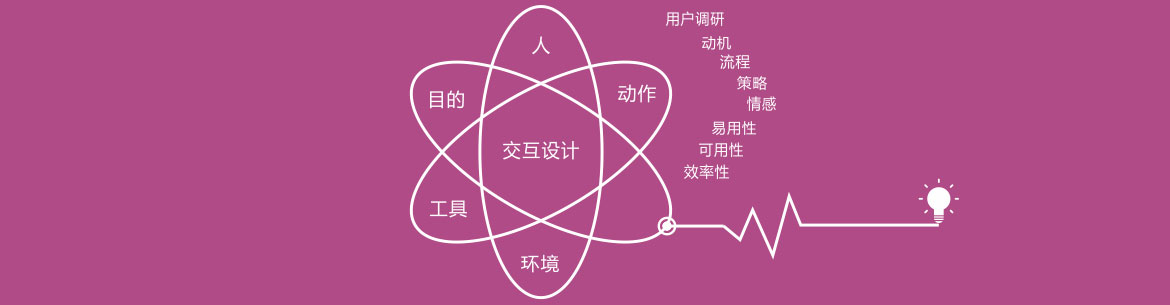 人
目的
动作
交互设计
工具
环境
用户调研
动机
流程
策略
情感
易用性
可用性
效率性